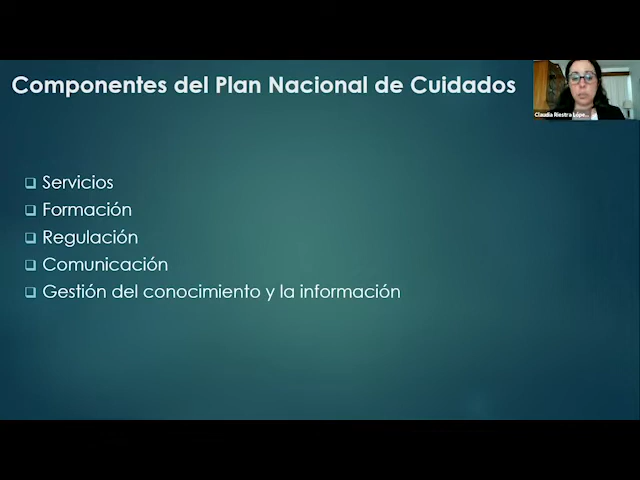 Componentes del Plan Nacional de Cuidados
Claudia Riestra Lópe...
❑ Servicios
❑ Formación
❑ Regulación
❑ Comunicación
❑ Gestión del conocimiento y la información